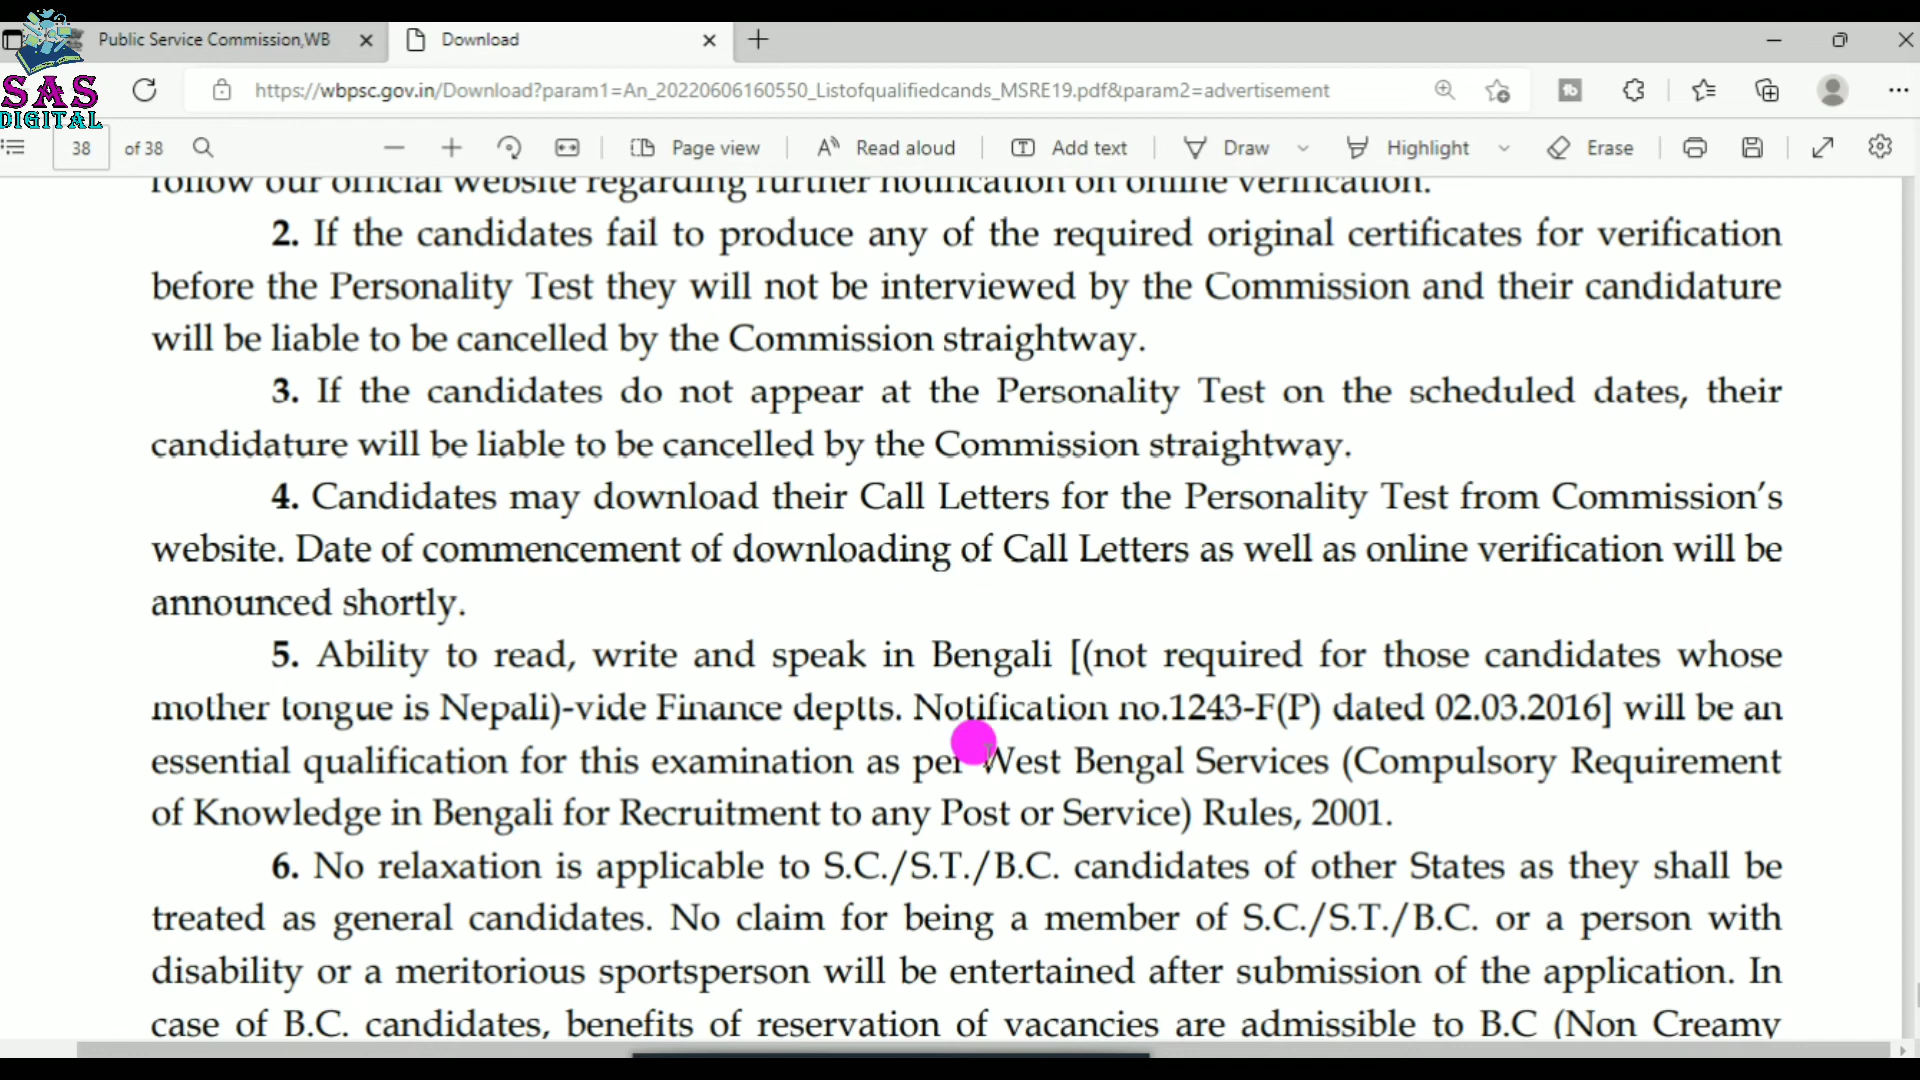 Public Service Commission,WB
Download
SAS
DIGITAL
https://wbpsc.gov.in/Download?param1=An_20220606160550_Listofqualifiedcands_MSRE19.pdf&param2=advertisement
38 of 38
Page view
Read aloud
Add text
Draw
Highlight
Erase
follow our official website regarding further notification on online verification.
2. If the candidates fail to produce any of the required original certificates for verification
before the Personality Test they will not be interviewed by the Commission and their candidature
will be liable to be cancelled by the Commission straightway.
3. If the candidates do not appear at the Personality Test on the scheduled dates, their
candidature will be liable to be cancelled by the Commission straightway.
4. Candidates may download their Call Letters for the Personality Test from Commission's
website. Date of commencement of downloading of Call Letters as well as online verification will be
announced shortly.
5. Ability to read, write and speak in Bengali [(not required for those candidates whose
mother tongue is Nepali)-vide Finance deptts. Notification no.1243-F(P) dated 02.03.2016] will be an
essential qualification for this examination as per West Bengal Services (Compulsory Requirement
of Knowledge in Bengali for Recruitment to any Post or Service) Rules, 2001.
6. No relaxation is applicable to S.C./S.T./B.C. candidates of other States as they shall be
treated as general candidates. No claim for being a member of S.C./S.T./B.C. or a person with
disability or a meritorious sportsperson will be entertained after submission of the application. In
case of B.C. candidates, benefits of reservation of vacancies are admissible to B.C (Non Creamy